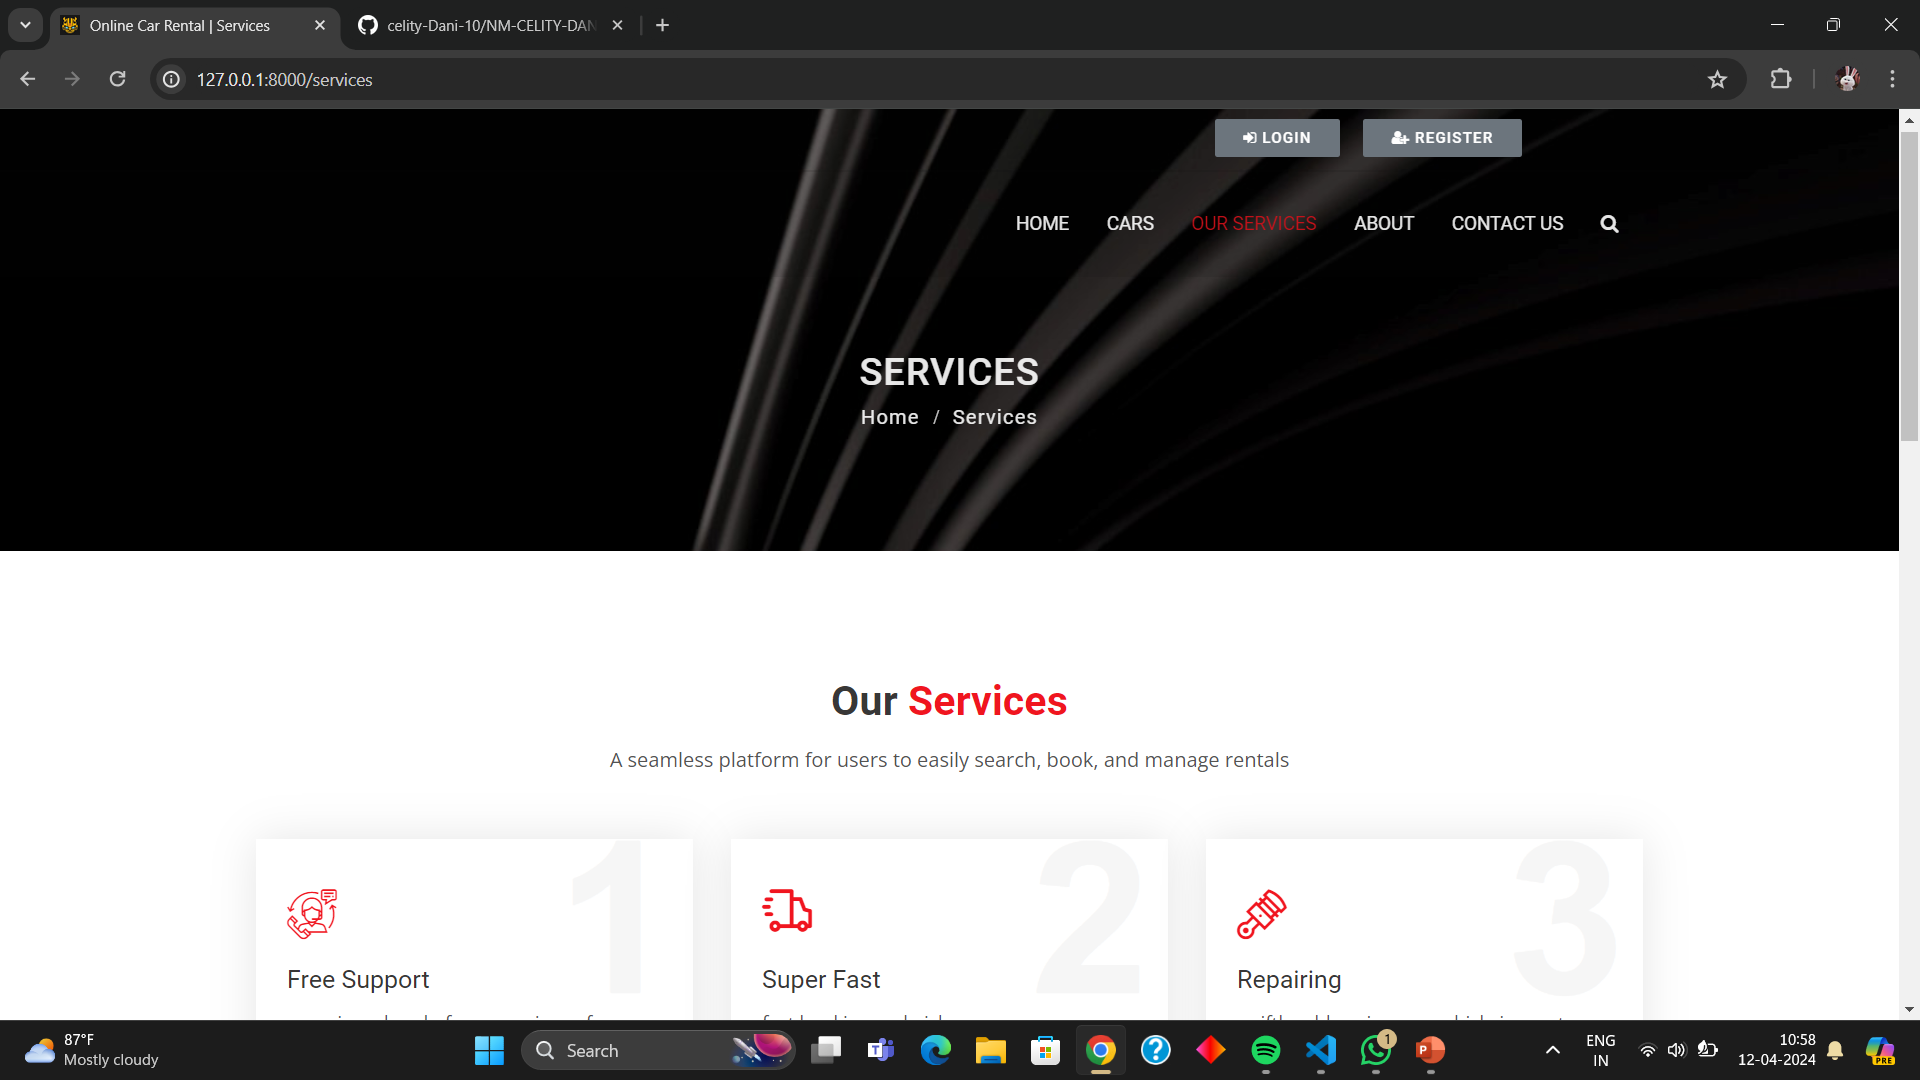 Online Car Rental | Services
celity-Dani-10/NM-CELITY-DAN
127.0.0.1:8000/services
LOGIN
REGISTER
HOME
CARS
OUR SERVICES
ABOUT
CONTACT US
SERVICES
Home / Services
Our Services
A seamless platform for users to easily search, book, and manage rentals
1
2
3
Free Support
Super Fast
Repairing
87°F
Mostly cloudy
Search
1
PRE
ENG
IN
10:58
12-04-2024